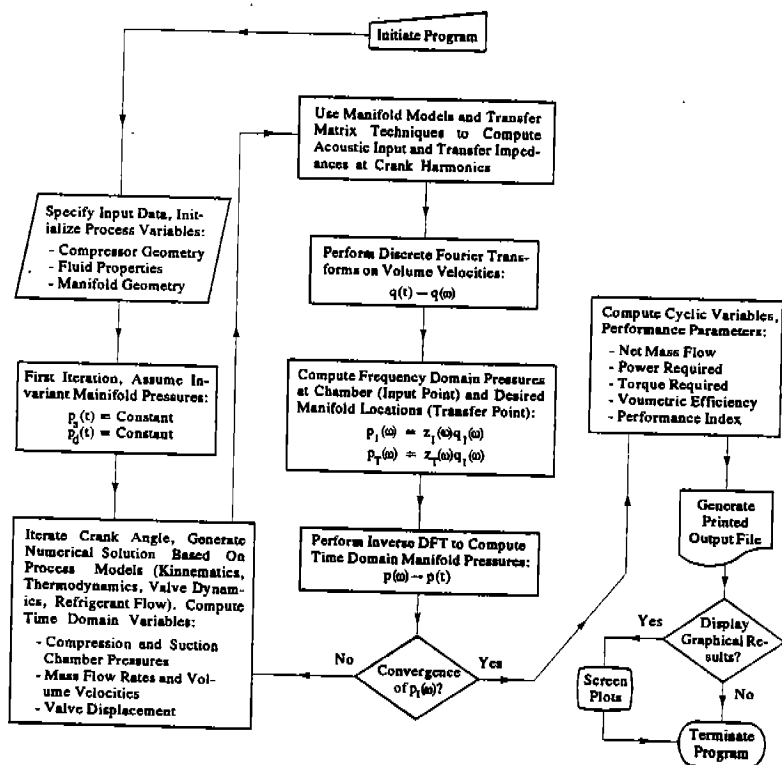 Initiate Program
Use Manifold Models and Transfer
Matrix Techniques to Compute
Acoustic Input and Transfer Imped-
ances at Crank Harmonics
Specify Input Data, Init-
ialize Process Variables:
- Compressor Geometry
- Fluid Properties
- Manifold Geometry
Perform Discrete Fourier Trans-
forms on Volume Velocities:
q(t) – q(ω)
First Iteration, Assume In-
variant Mainifold Pressures:
pₛ(t) = Constant
p_d(t) = Constant
Compute Frequency Domain Pressures
at Chamber (Input Point) and Desired
Manifold Locations (Transfer Point):
p_I(ω) = z_I(ω)q_I(ω)
p_T(ω) = z_T(ω)q_I(ω)
Iterate Crank Angle, Generate
Numerical Solution Based On
Process Models (Kinnematics,
Thermodynamics, Valve Dynam-
ics, Refrigerant Flow). Compute
Time Domain Variables:
- Compression and Suction
Chamber Pressures
- Mass Flow Rates and Vol-
ume Velocities
- Valve Displacement
Perform Inverse DFT to Compute
Time Domain Manifold Pressures:
p(ω) → p(t)
No
Convergence
of p_I(ω)?
Yes
Compute Cyclic Variables,
Performance Parameters:
- Net Mass Flow
- Power Required
- Torque Required
- Voumetric Efficiency
- Performance Index
Generate
Printed
Output File
Yes
Display
Graphical Re-
sults?
Screen
Plots
No
Terminate
Program